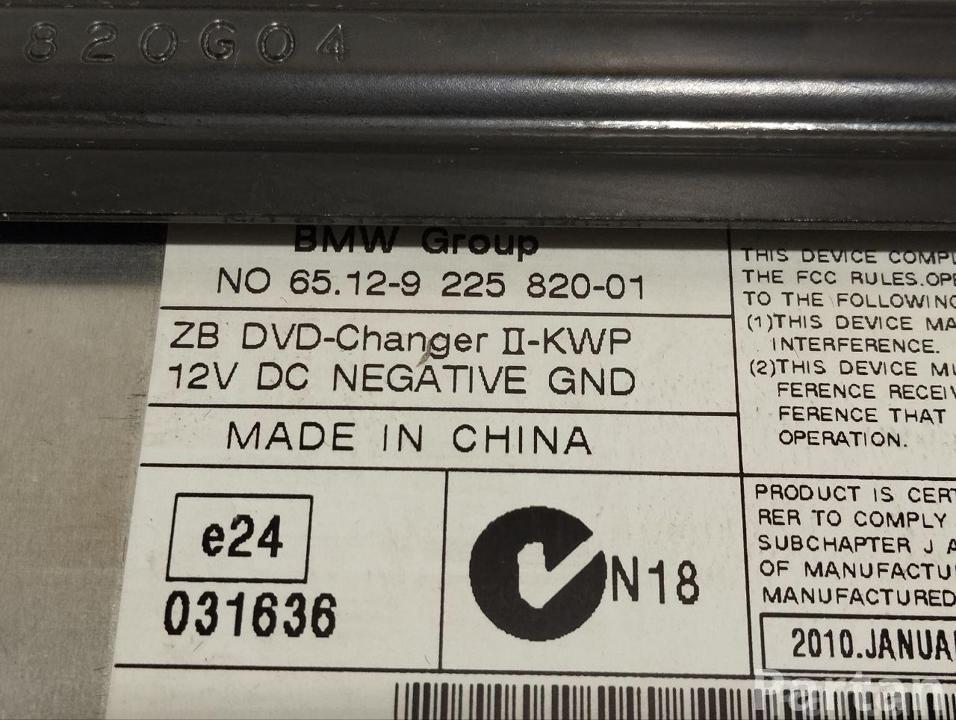 820G04
BMW Group
NO 65.12-9 225 820-01
ZB DVD-Changer II-KWP
12V DC NEGATIVE GND
MADE IN CHINA
e24
031636
N18
THIS DEVICE COMPL
THE FCC RULES.OPE
TO THE FOLLOWING
(1)THIS DEVICE MA
INTERFERENCE.
(2)THIS DEVICE MU
FERENCE RECEIV
FERENCE THAT
OPERATION.
PRODUCT IS CERT
RER TO COMPLY
SUBCHAPTER J A
OF MANUFACTU
MANUFACTURED
2010.JANUA
Partan